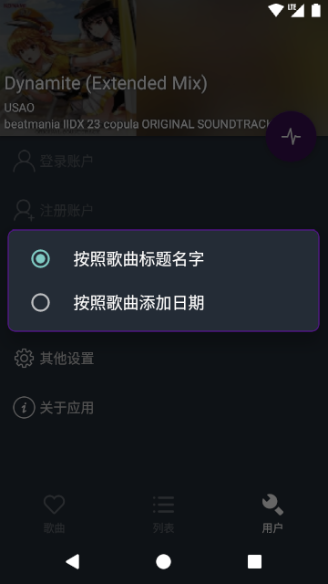 LTE
Dynamite (Extended Mix)
USAO
beatmania IIDX 23 copula ORIGINAL SOUNDTRACK
登录账户
注册账户
按照歌曲标题名字
按照歌曲添加日期
其他设置
关于应用
歌曲
列表
用户